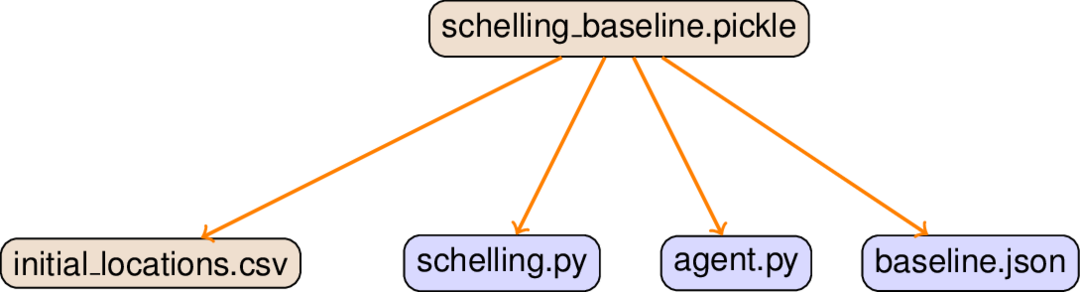 schelling_baseline.pickle
initial_locations.csv
schelling.py
agent.py
baseline.json